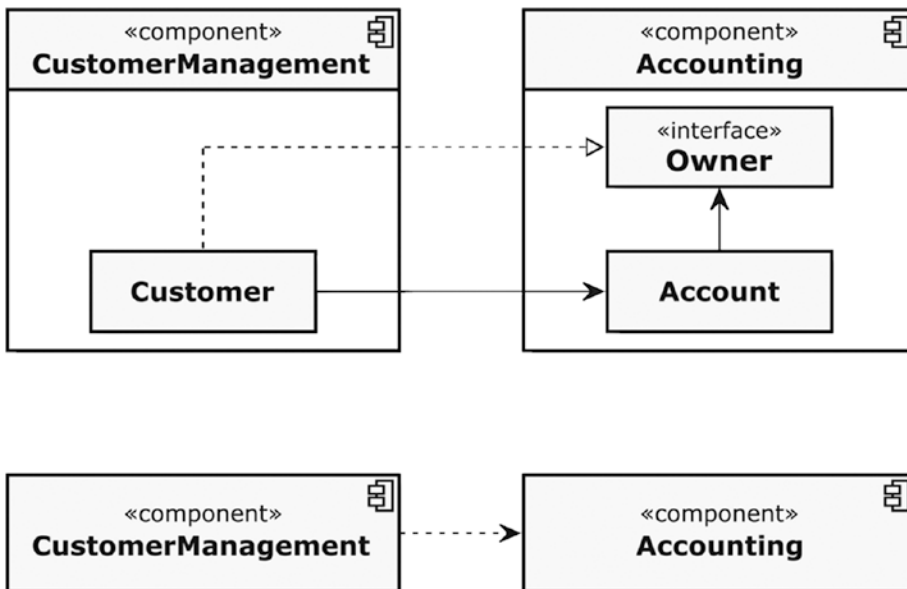 «component»
CustomerManagement
«component»
Accounting
«interface»
Owner
Customer
Account
«component»
CustomerManagement
«component»
Accounting